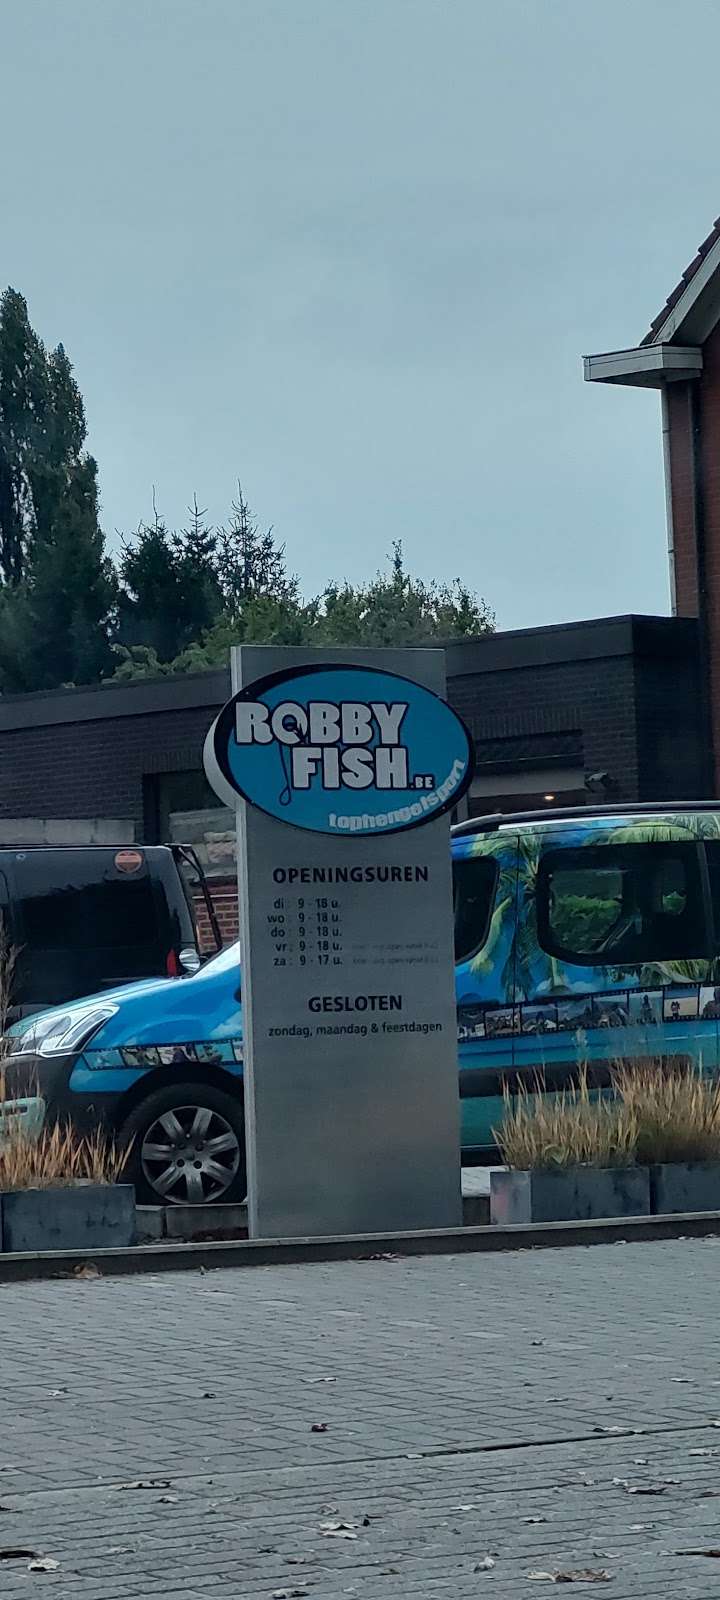 ROBBY
FISH.BE
tophengelsport
OPENINGSUREN
di : 9 - 18 u.
wo : 9 - 18 u.
do : 9 - 18 u.
vr : 9 - 18 u.
za : 9 - 17 u.
GESLOTEN
zondag, maandag & feestdagen